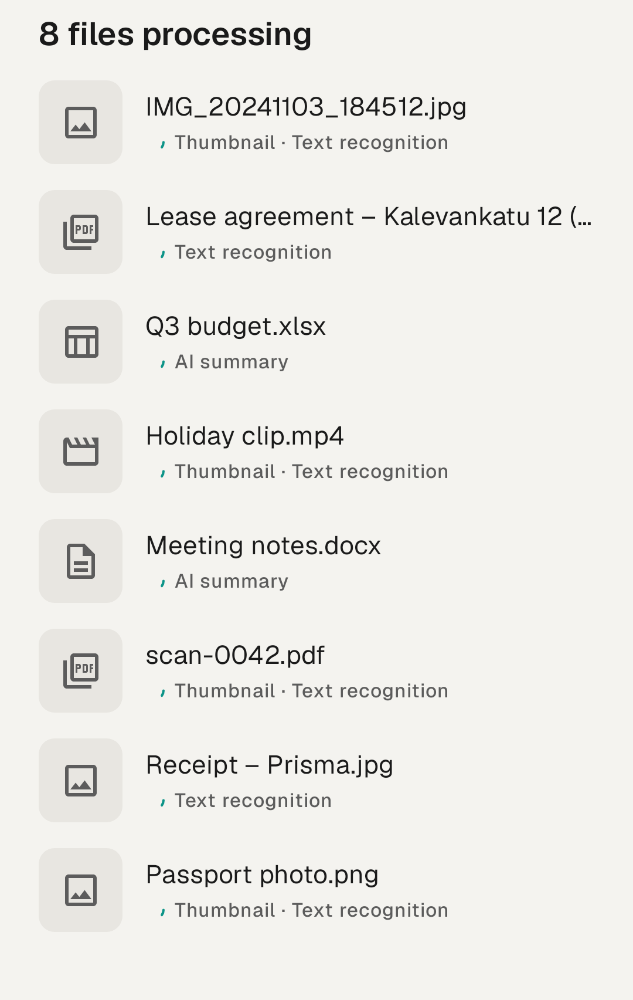 8 files processing
IMG_20241103_184512.jpg
Thumbnail · Text recognition
PDF
Lease agreement – Kalevankatu 12 (…
Text recognition
Q3 budget.xlsx
AI summary
Holiday clip.mp4
Thumbnail · Text recognition
Meeting notes.docx
AI summary
PDF
scan-0042.pdf
Thumbnail · Text recognition
Receipt – Prisma.jpg
Text recognition
Passport photo.png
Thumbnail · Text recognition